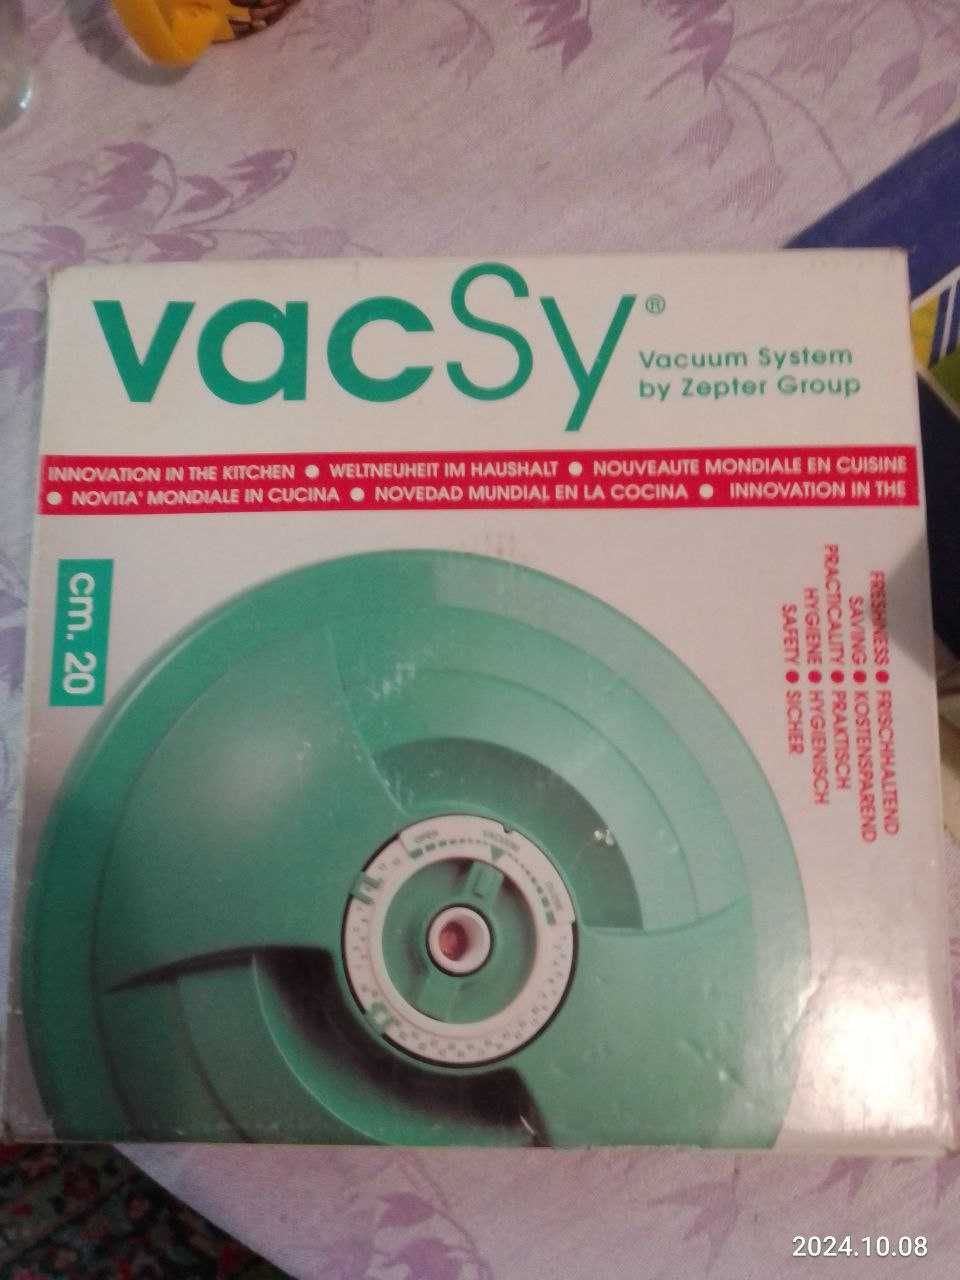 vacSy®
Vacuum System
by Zepter Group
INNOVATION IN THE KITCHEN ● WELTNEUHEIT IM HAUSHALT ● NOUVEAUTE MONDIALE EN CUISINE
● NOVITA' MONDIALE IN CUCINA ● NOVEDAD MUNDIAL EN LA COCINA ● INNOVATION IN THE
cm. 20
FRESHNESS ● FRISCHHALTEND
SAVING ● KOSTENSPAREND
PRACTICALITY ● PRAKTISCH
HYGIENE ● HYGIENISCH
SAFETY ● SICHER
OPEN
VACUUM
2024.10.08